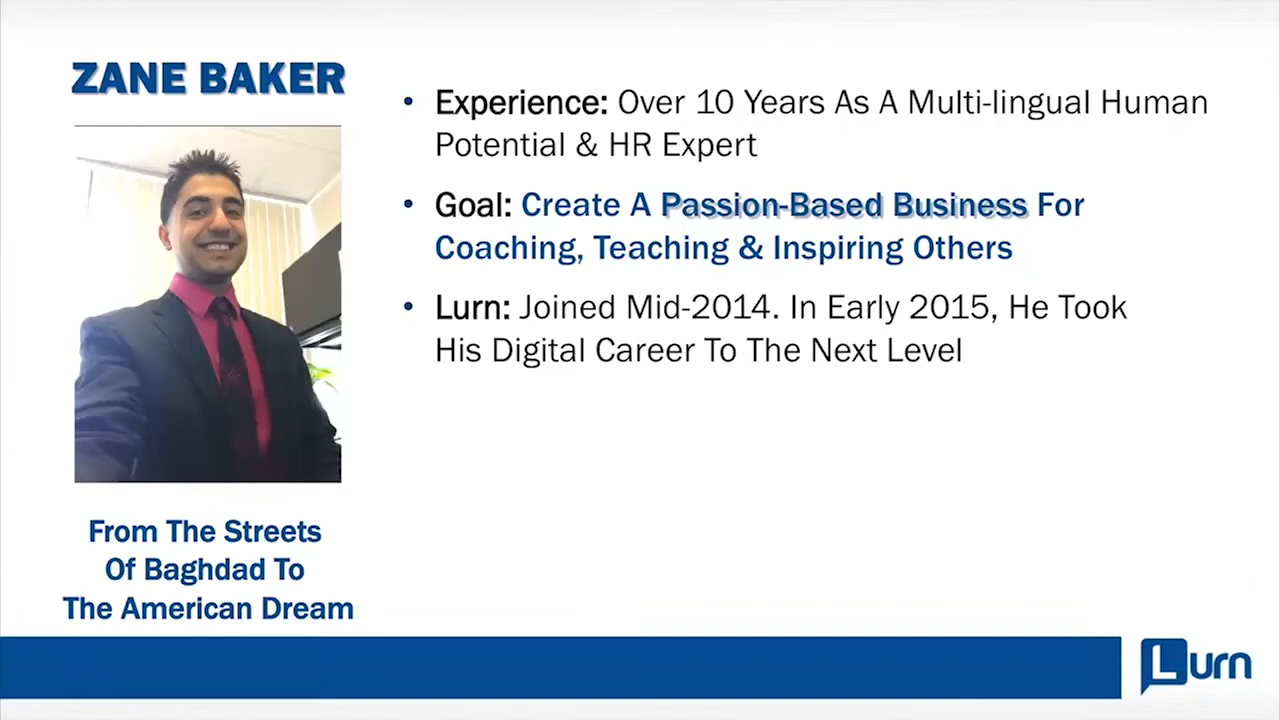 ZANE BAKER
From The Streets
Of Baghdad To
The American Dream
• Experience: Over 10 Years As A Multi-lingual Human
Potential & HR Expert
• Goal: Create A Passion-Based Business For
Coaching, Teaching & Inspiring Others
• Lurn: Joined Mid-2014. In Early 2015, He Took
His Digital Career To The Next Level
Lurn